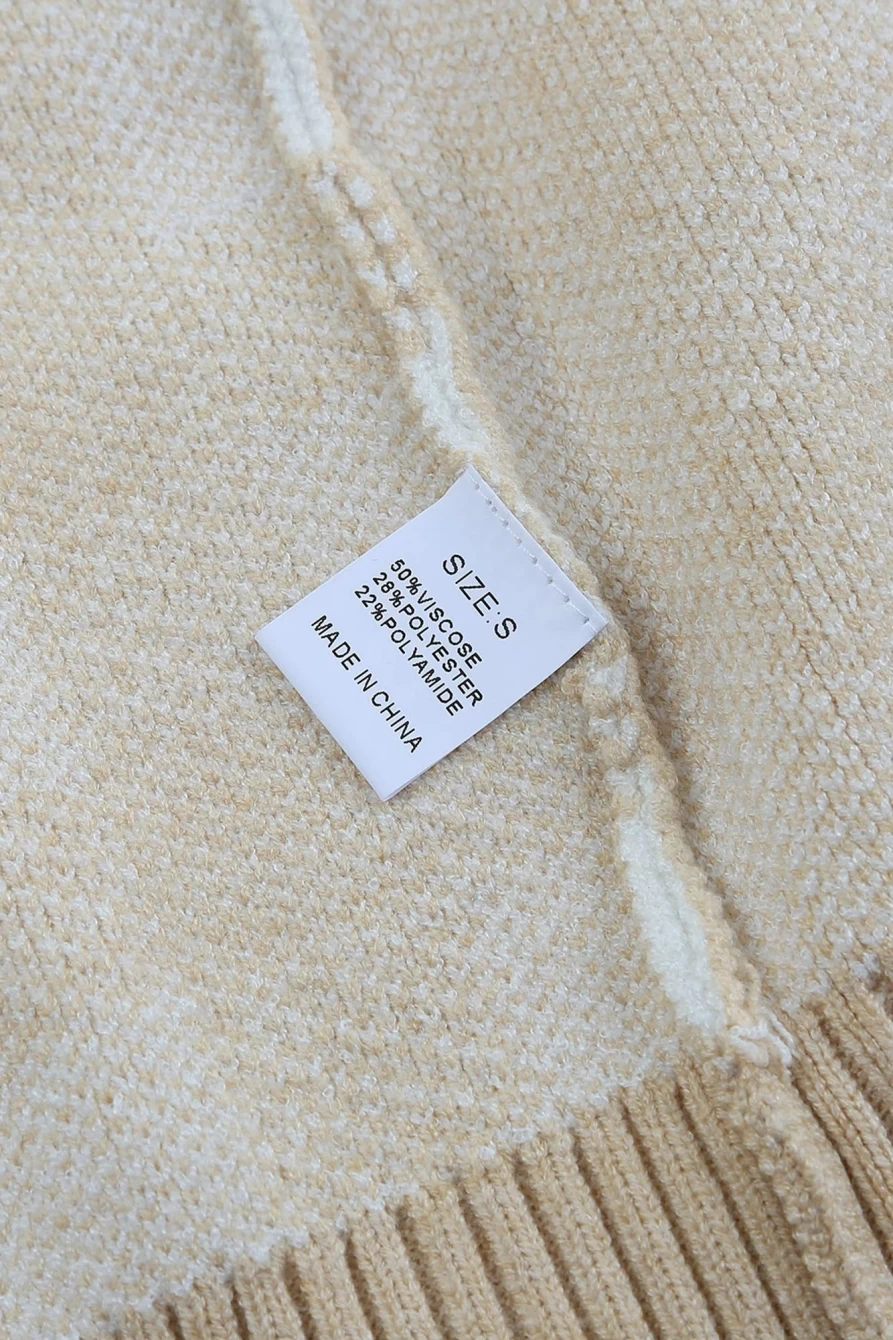 SIZE:S
50%VISCOSE
28%POLYESTER
22%POLYAMIDE
MADE IN CHINA